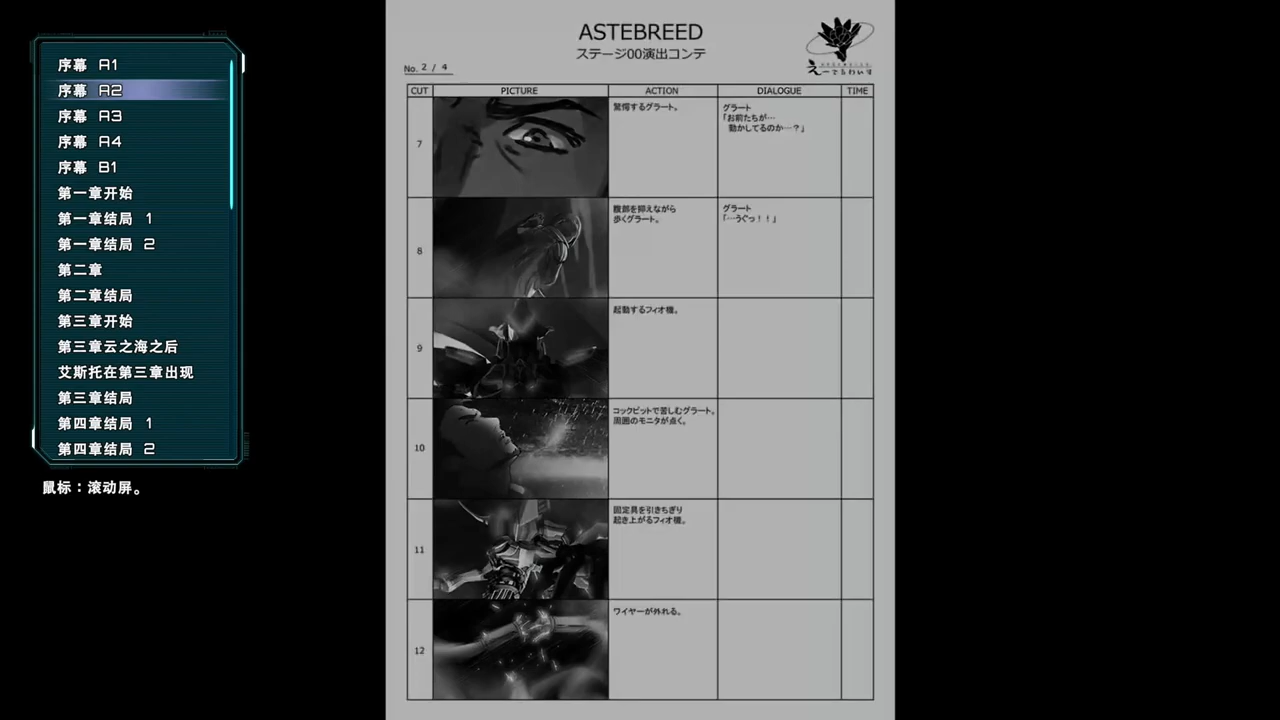 序幕 A1
序幕 A2
序幕 A3
序幕 A4
序幕 B1
第一章开始
第一章结局 1
第一章结局 2
第二章
第二章结局
第三章开始
第三章云之海之后
艾斯托在第三章出现
第三章结局
第四章结局 1
第四章结局 2
鼠标：滚动屏。
ASTEBREED
ステージ00演出コンテ
えーでるわいす
No. 2 / 4
CUT PICTURE ACTION DIALOGUE TIME
7
驚愕するグラート。
グラート
「お前たちが…
動かしてるのか…？」
8
腹部を抑えながら
歩くグラート。
グラート
「…うぐっ！！」
9
起動するフィオ機。
10
コックピットで苦しむグラート。
周囲のモニタが点く。
11
固定具を引きちぎり
起き上がるフィオ機。
12
ワイヤーが外れる。